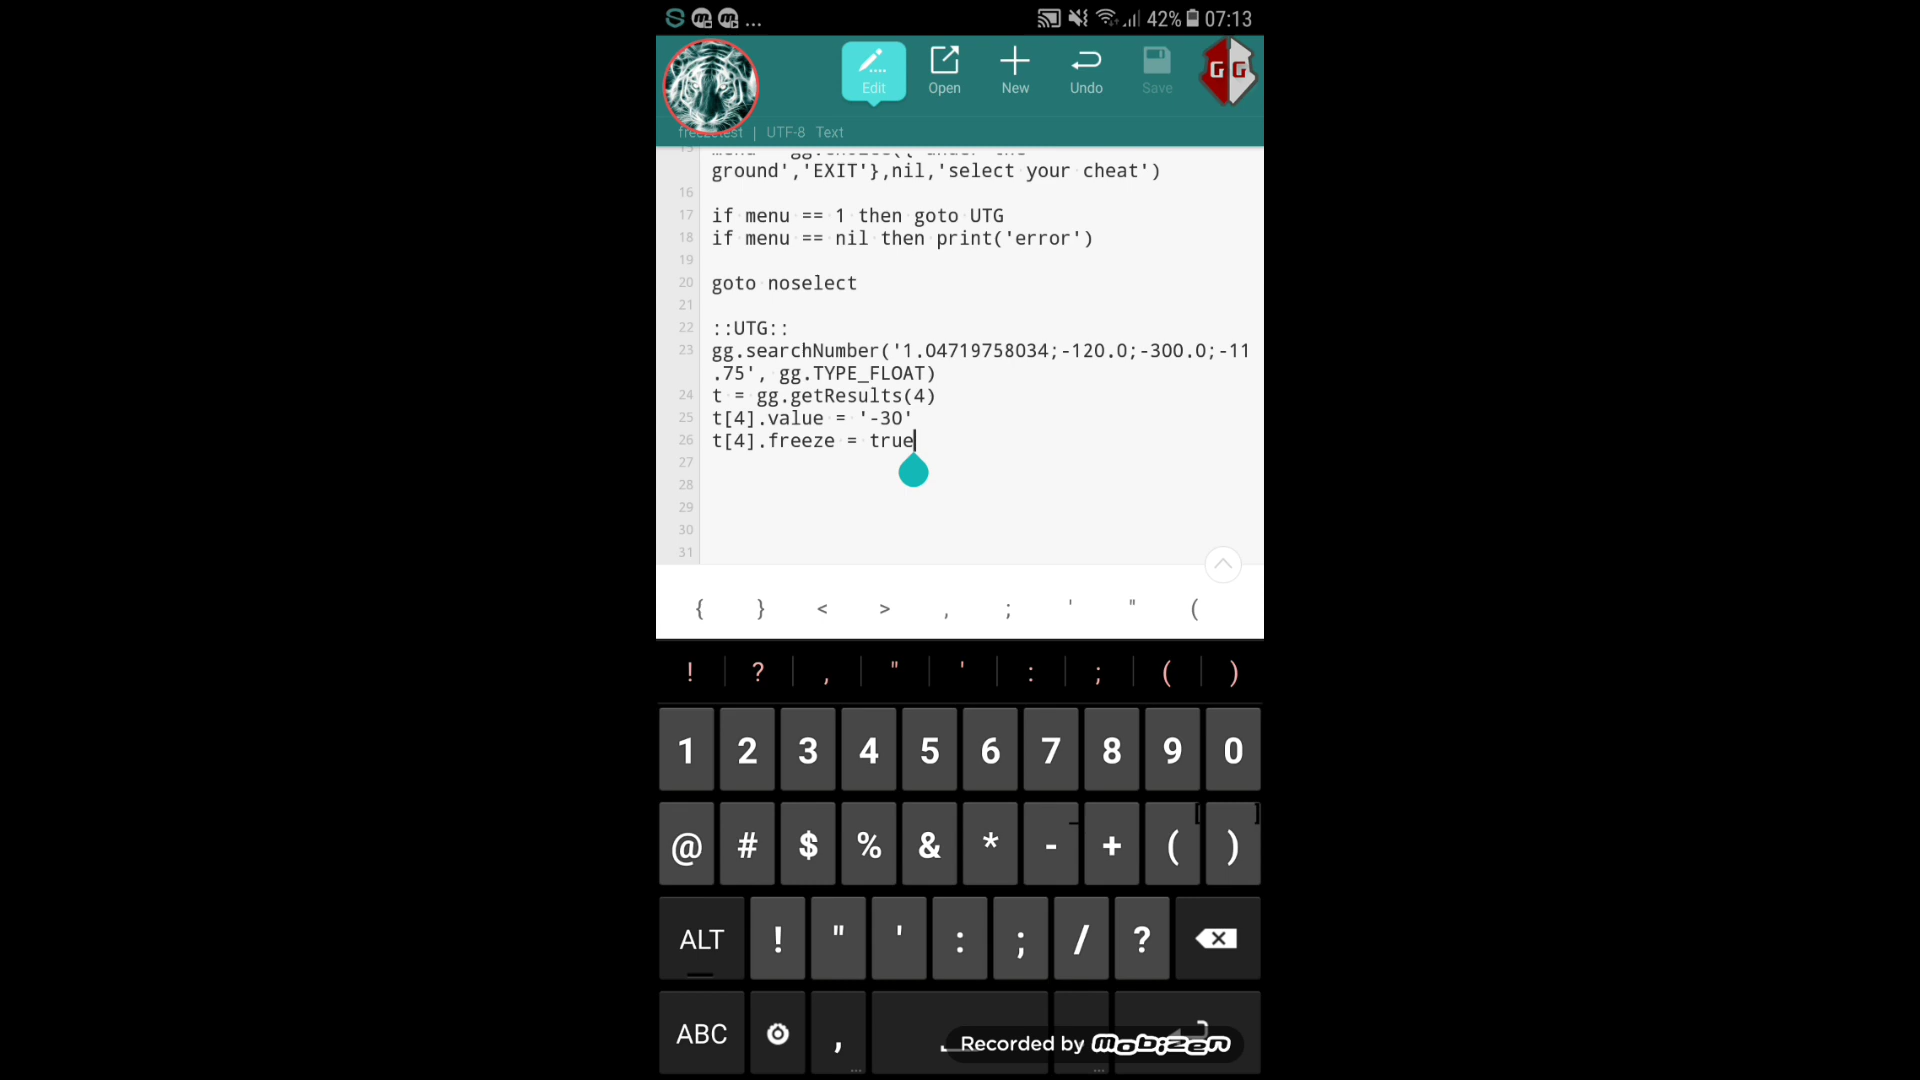 42% 07:13
Edit
Open
New
Undo
Save
GG
freezetest | UTF-8 Text
15
ground','EXIT'},nil,'select your cheat')
16
17 if menu == 1 then goto UTG
18 if menu == nil then print('error')
19
20 goto noselect
21
22 ::UTG::
23 gg.searchNumber('1.04719758034;-120.0;-300.0;-11
.75', gg.TYPE_FLOAT)
24 t = gg.getResults(4)
25 t[4].value = '-30'
26 t[4].freeze = true
27
28
29
30
31
{ } < > , ; ' " (
! ? , " ' : ; ( )
1 2 3 4 5 6 7 8 9 0
@ # $ % & * - + ( )
ALT ! " ' : ; / ?
ABC ,
Recorded by mobizen